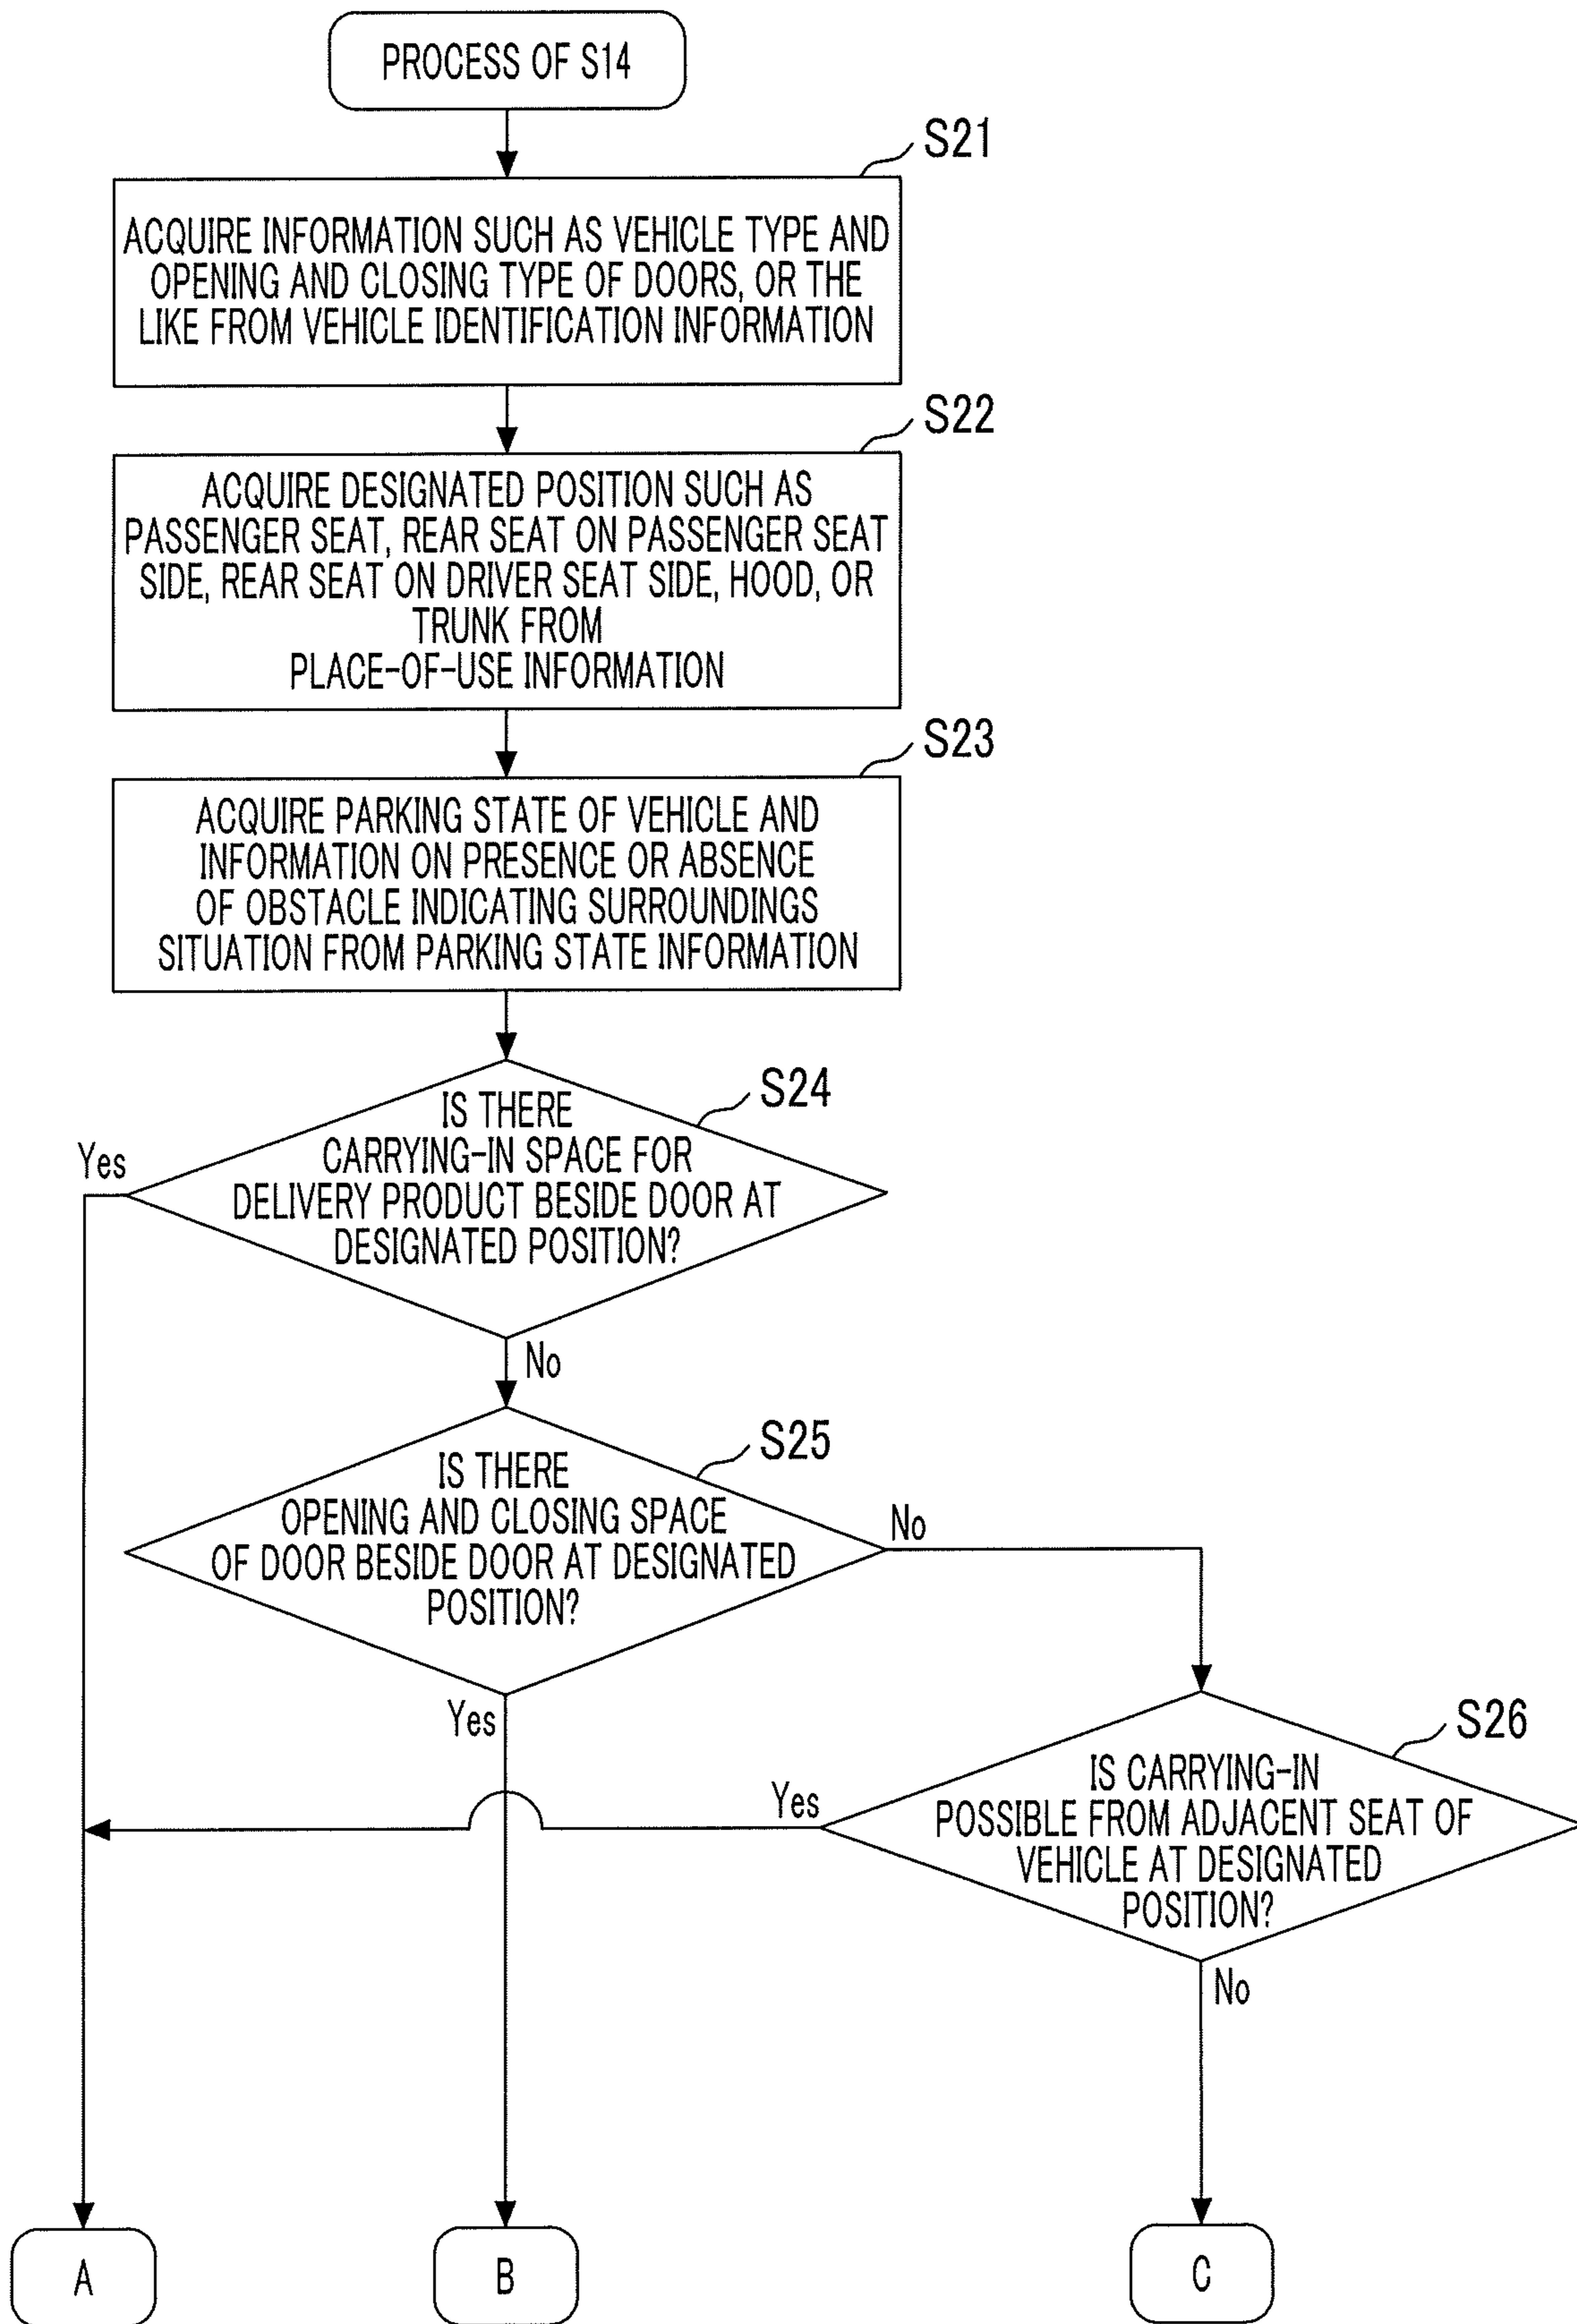 PROCESS OF S14
S21
ACQUIRE INFORMATION SUCH AS VEHICLE TYPE AND
OPENING AND CLOSING TYPE OF DOORS, OR THE
LIKE FROM VEHICLE IDENTIFICATION INFORMATION
S22
ACQUIRE DESIGNATED POSITION SUCH AS
PASSENGER SEAT, REAR SEAT ON PASSENGER SEAT
SIDE, REAR SEAT ON DRIVER SEAT SIDE, HOOD, OR
TRUNK FROM
PLACE-OF-USE INFORMATION
S23
ACQUIRE PARKING STATE OF VEHICLE AND
INFORMATION ON PRESENCE OR ABSENCE
OF OBSTACLE INDICATING SURROUNDINGS
SITUATION FROM PARKING STATE INFORMATION
S24
IS THERE
CARRYING-IN SPACE FOR
DELIVERY PRODUCT BESIDE DOOR AT
DESIGNATED POSITION?
Yes
No
S25
IS THERE
OPENING AND CLOSING SPACE
OF DOOR BESIDE DOOR AT DESIGNATED
POSITION?
No
Yes
S26
IS CARRYING-IN
POSSIBLE FROM ADJACENT SEAT OF
VEHICLE AT DESIGNATED
POSITION?
Yes
No
A
B
C